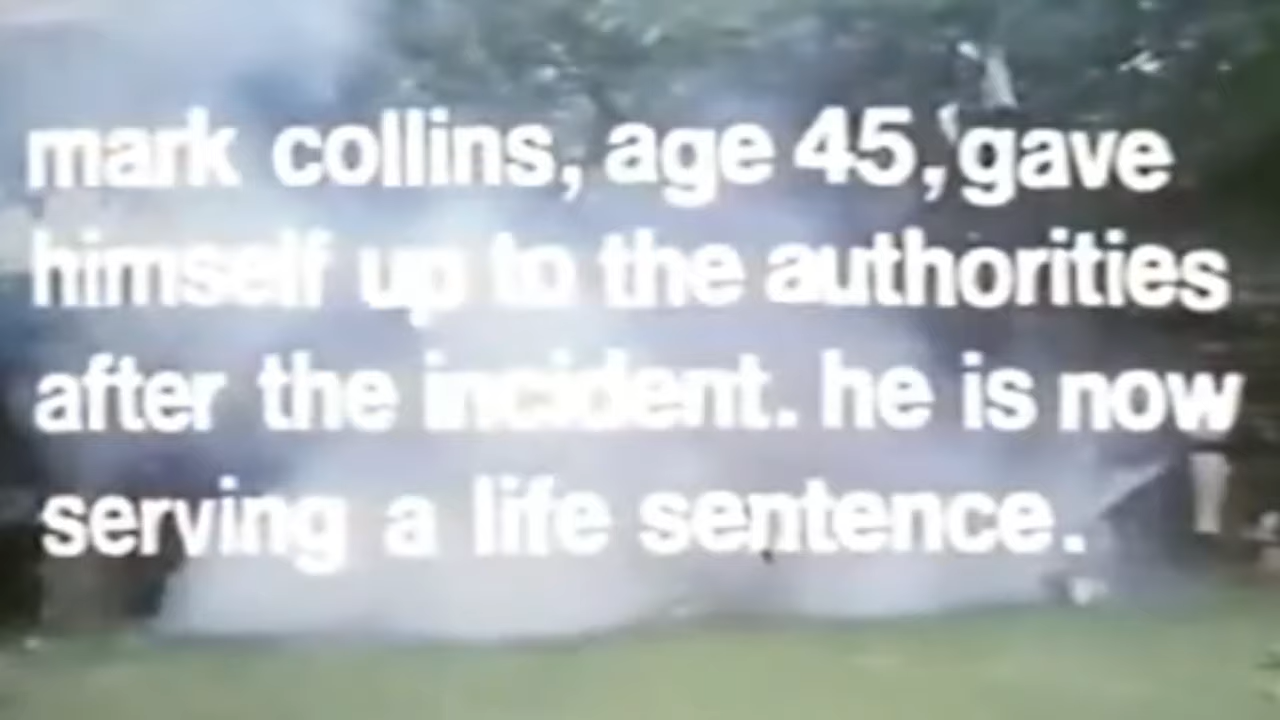 mark collins, age 45, gave
himself up to the authorities
after the incident. he is now
serving a life sentence.